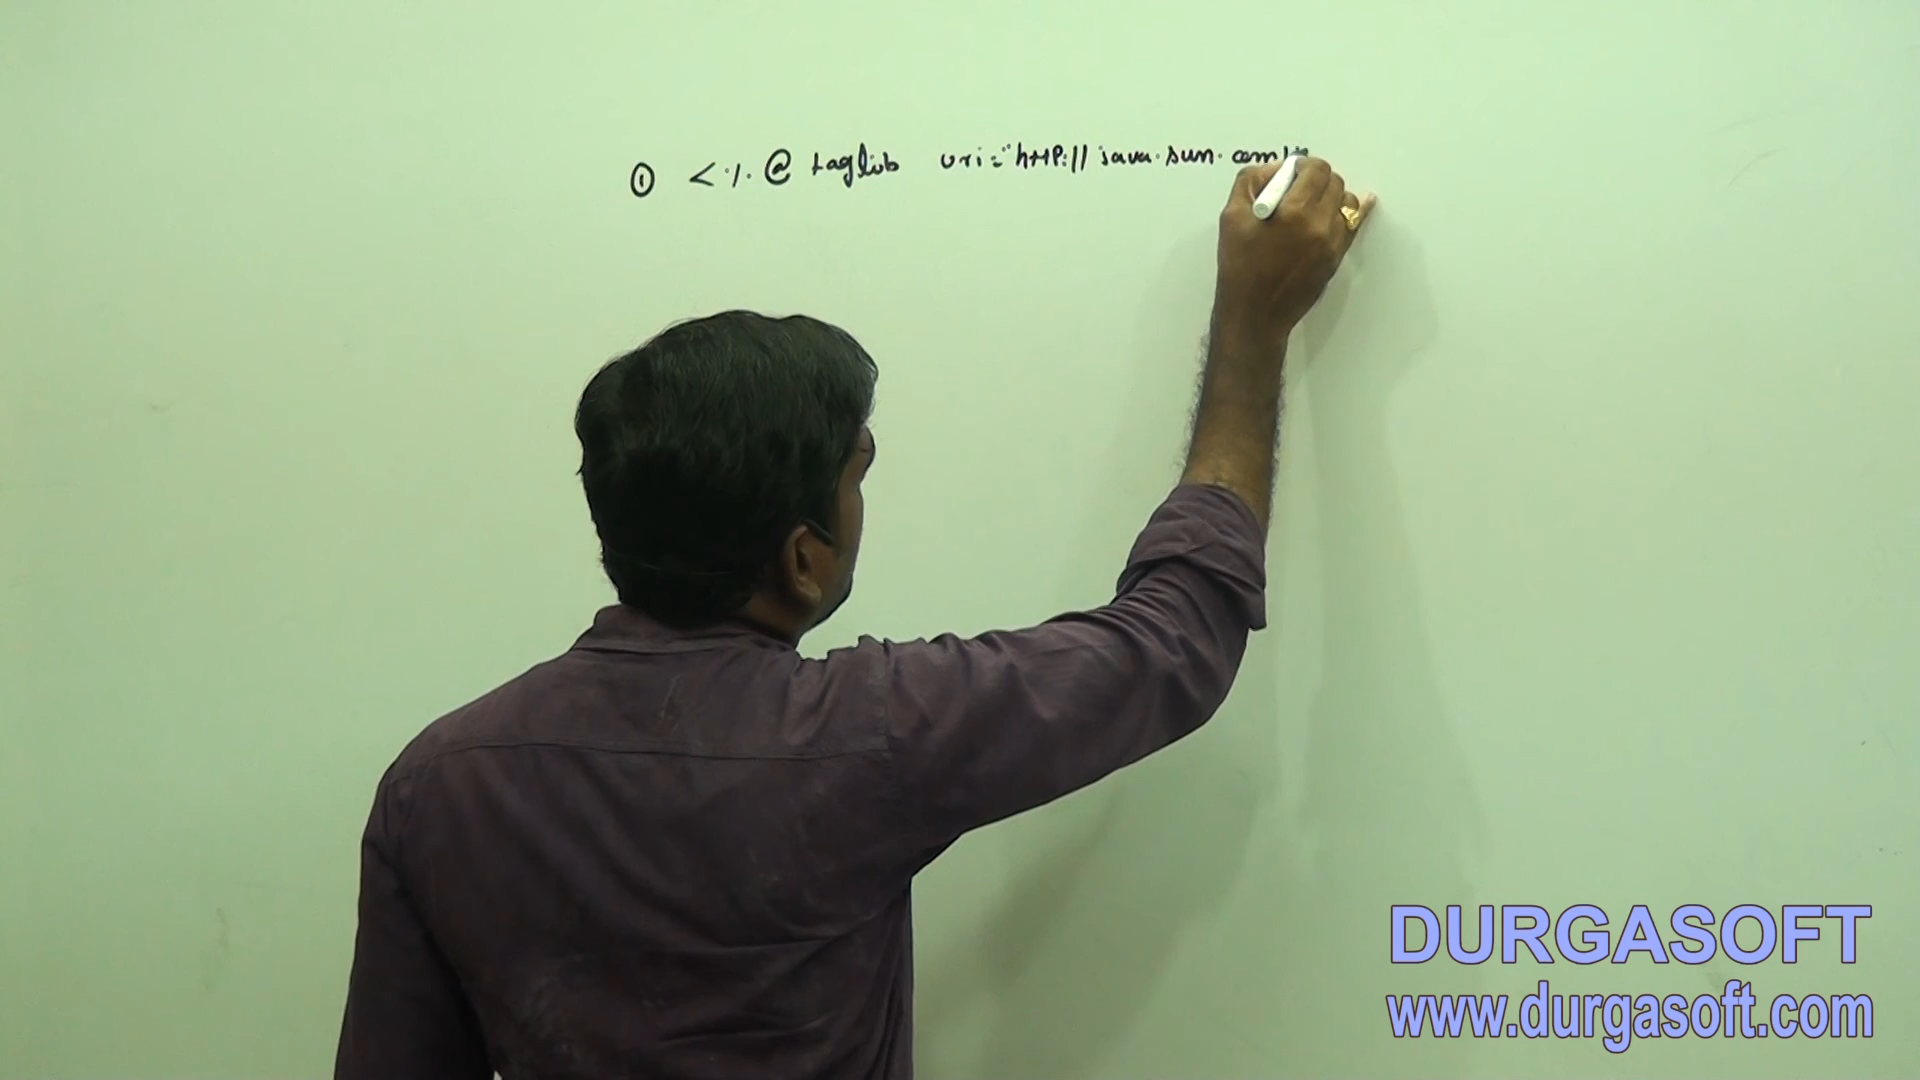 ① <%@ taglib uri="http://java.sun.com/
DURGASOFT
www.durgasoft.com